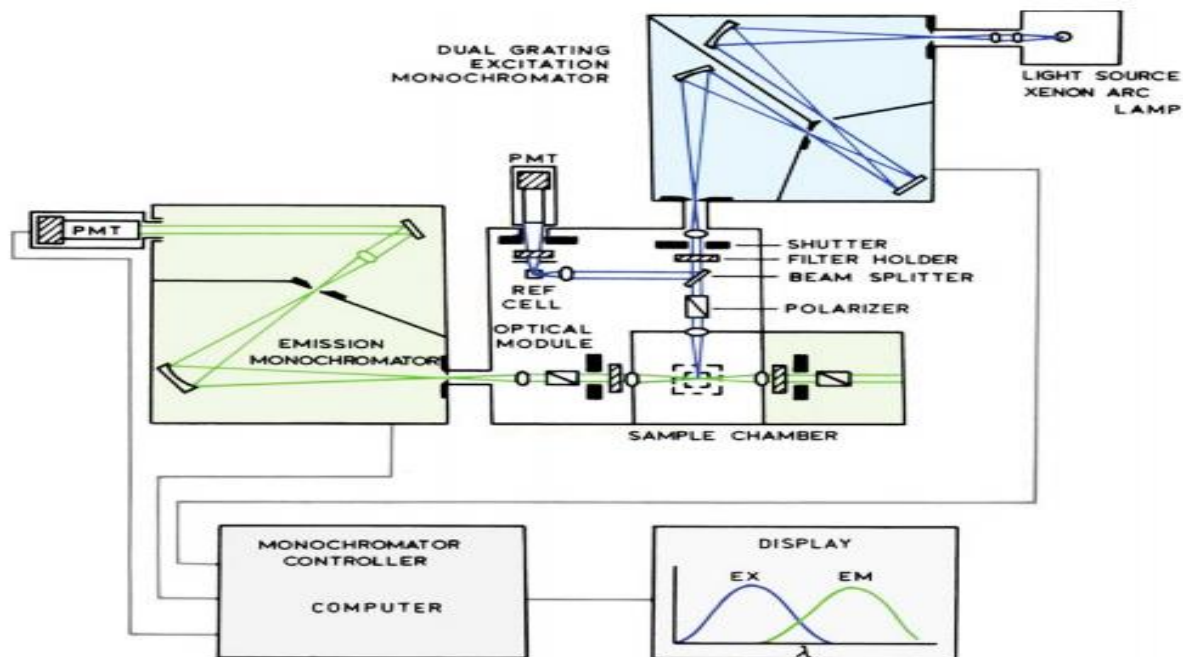 DUAL GRATING
EXCITATION
MONOCHROMATOR
LIGHT SOURCE
XENON ARC
LAMP
PMT
PMT
SHUTTER
FILTER HOLDER
BEAM SPLITTER
REF
CELL
POLARIZER
OPTICAL
MODULE
EMISSION
MONOCHROMATOR
SAMPLE CHAMBER
MONOCHROMATOR
CONTROLLER
COMPUTER
DISPLAY
EX
EM
λ